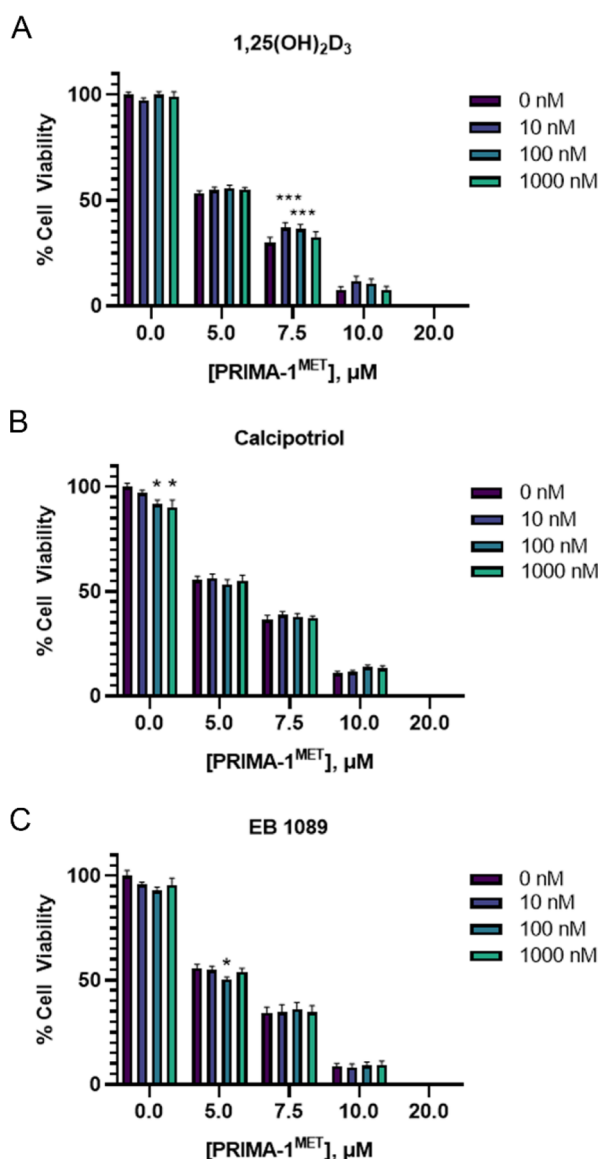 A
1,25(OH)₂D₃
100
50
0
% Cell Viability
***
***
0 nM
10 nM
100 nM
1000 nM
0.0 5.0 7.5 10.0 20.0
[PRIMA-1ᴹᴱᵀ], µM
B
Calcipotriol
100
50
0
% Cell Viability
* *
0 nM
10 nM
100 nM
1000 nM
0.0 5.0 7.5 10.0 20.0
[PRIMA-1ᴹᴱᵀ], µM
C
EB 1089
100
50
0
% Cell Viability
*
0 nM
10 nM
100 nM
1000 nM
0.0 5.0 7.5 10.0 20.0
[PRIMA-1ᴹᴱᵀ], µM